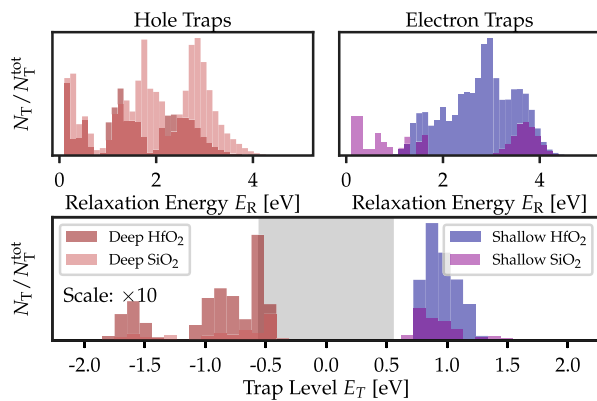 Hole Traps
Electron Traps
N_T / N_T^tot
0 2 4
0 2 4
Relaxation Energy E_R [eV]
Relaxation Energy E_R [eV]
N_T / N_T^tot
Deep HfO₂
Deep SiO₂
Shallow HfO₂
Shallow SiO₂
Scale: ×10
-2.0 -1.5 -1.0 -0.5 0.0 0.5 1.0 1.5 2.0
Trap Level E_T [eV]